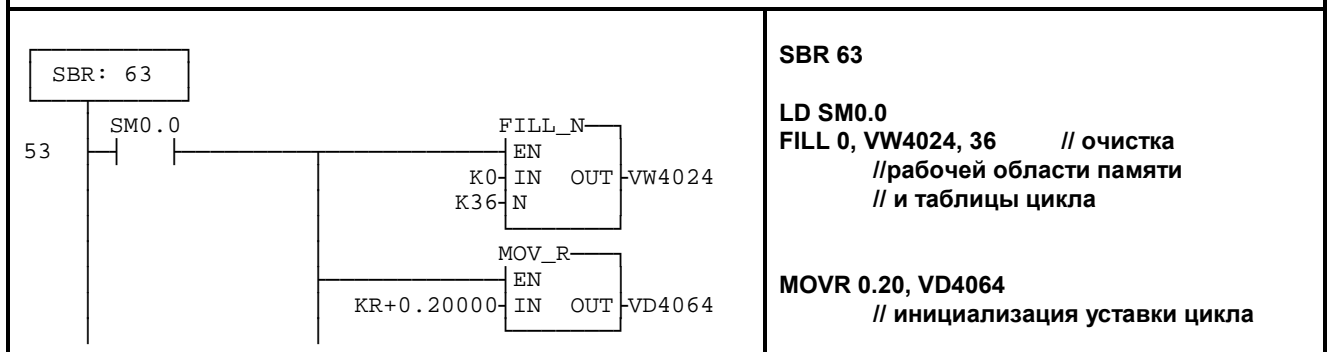 SBR: 63
SM0.0
53
FILL_N
EN
K0 IN OUT VW4024
K36 N
MOV_R
EN
KR+0.20000 IN OUT VD4064
SBR 63
LD SM0.0
FILL 0, VW4024, 36 // очистка
//рабочей области памяти
// и таблицы цикла
MOVR 0.20, VD4064
// инициализация уставки цикла